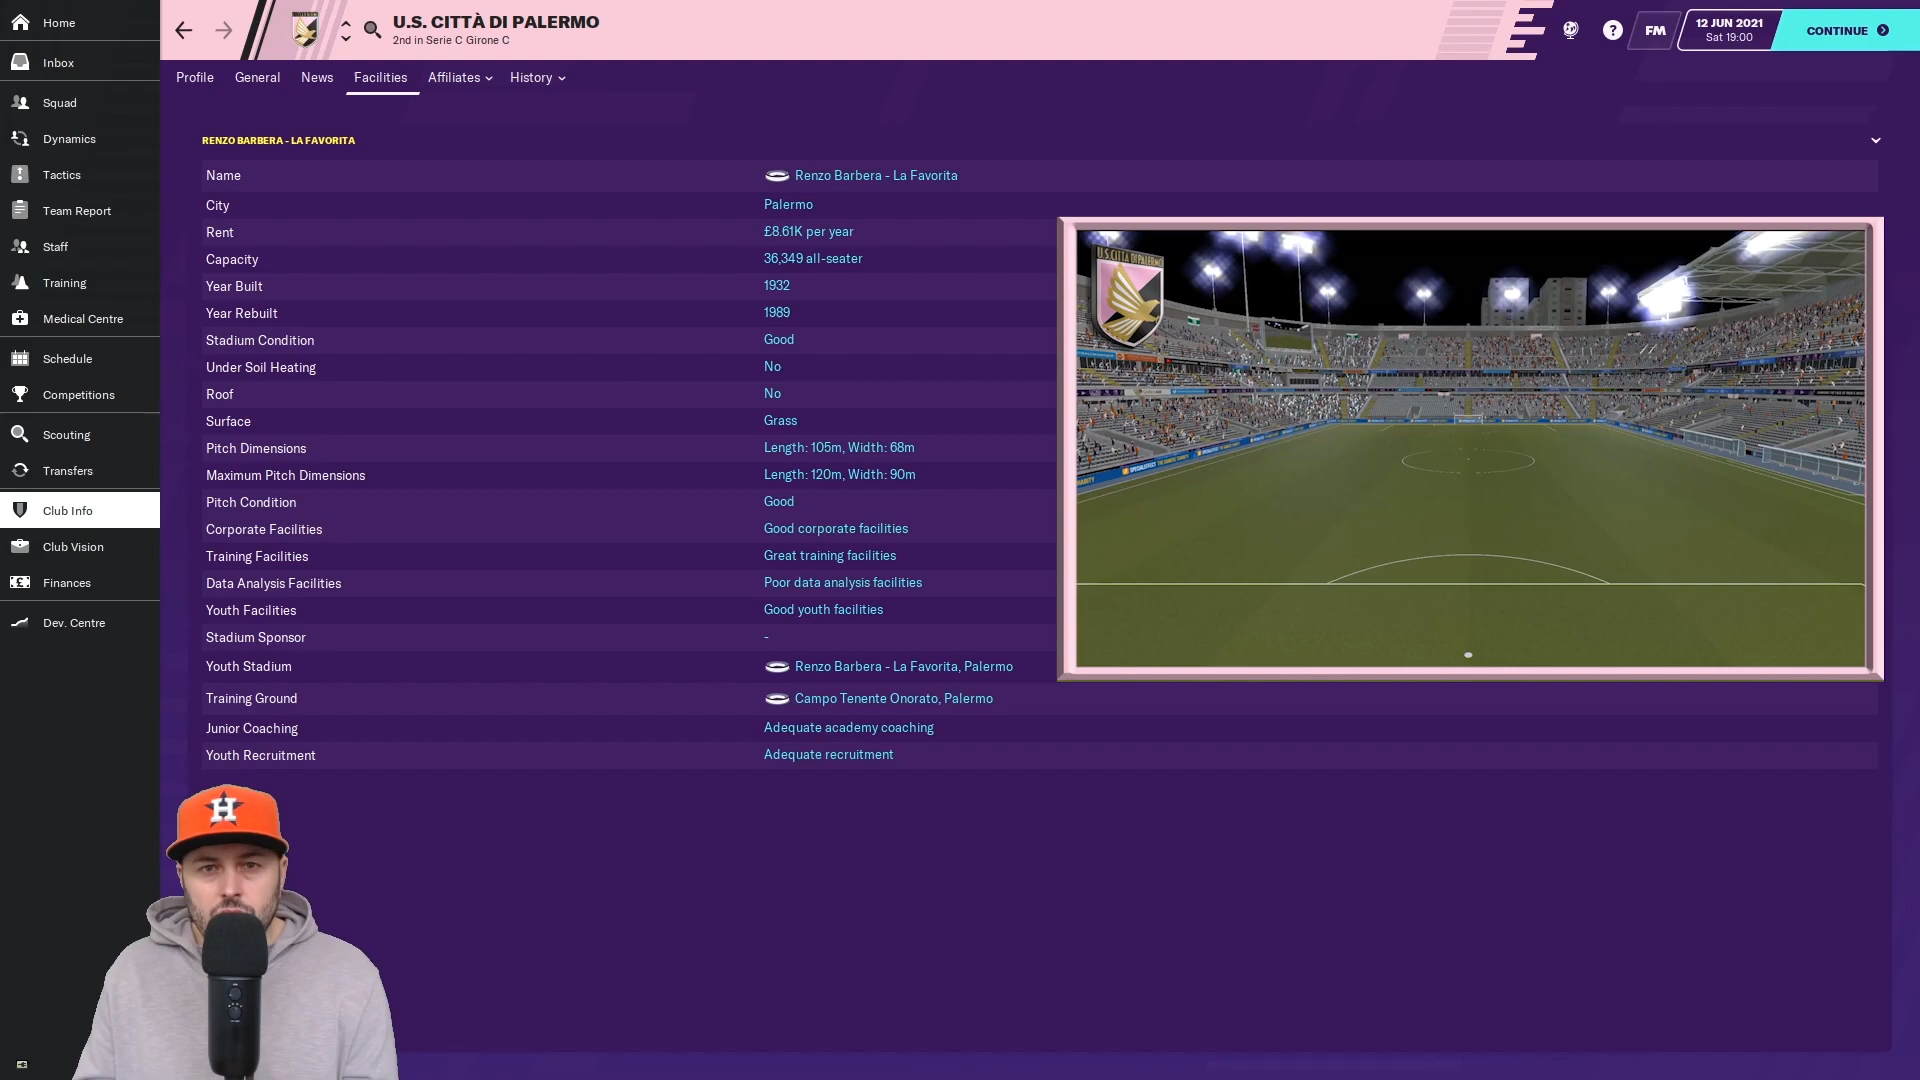 Home
Inbox
Squad
Dynamics
Tactics
Team Report
Staff
Training
Medical Centre
Schedule
Competitions
Scouting
Transfers
Club Info
Club Vision
Finances
Dev. Centre
U.S. CITTÀ DI PALERMO
2nd in Serie C Girone C
FM
12 JUN 2021
Sat 19:00
CONTINUE
Profile General News Facilities Affiliates History
RENZO BARBERA - LA FAVORITA
Name Renzo Barbera - La Favorita
City Palermo
Rent £8.61K per year
Capacity 36,349 all-seater
Year Built 1932
Year Rebuilt 1989
Stadium Condition Good
Under Soil Heating No
Roof No
Surface Grass
Pitch Dimensions Length: 105m, Width: 68m
Maximum Pitch Dimensions Length: 120m, Width: 90m
Pitch Condition Good
Corporate Facilities Good corporate facilities
Training Facilities Great training facilities
Data Analysis Facilities Poor data analysis facilities
Youth Facilities Good youth facilities
Stadium Sponsor -
Youth Stadium Renzo Barbera - La Favorita, Palermo
Training Ground Campo Tenente Onorato, Palermo
Junior Coaching Adequate academy coaching
Youth Recruitment Adequate recruitment
U.S.CITTÀ DI PALERMO
H